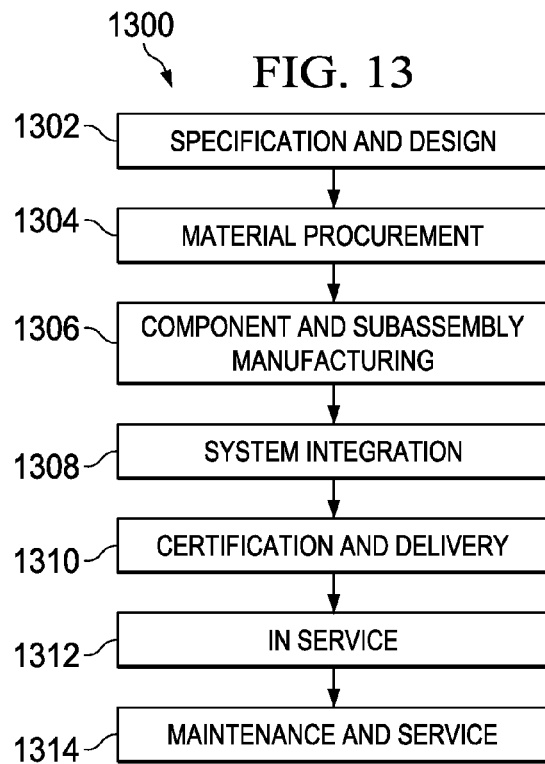 1300
FIG. 13
1302
SPECIFICATION AND DESIGN
1304
MATERIAL PROCUREMENT
1306
COMPONENT AND SUBASSEMBLY
MANUFACTURING
1308
SYSTEM INTEGRATION
1310
CERTIFICATION AND DELIVERY
1312
IN SERVICE
1314
MAINTENANCE AND SERVICE